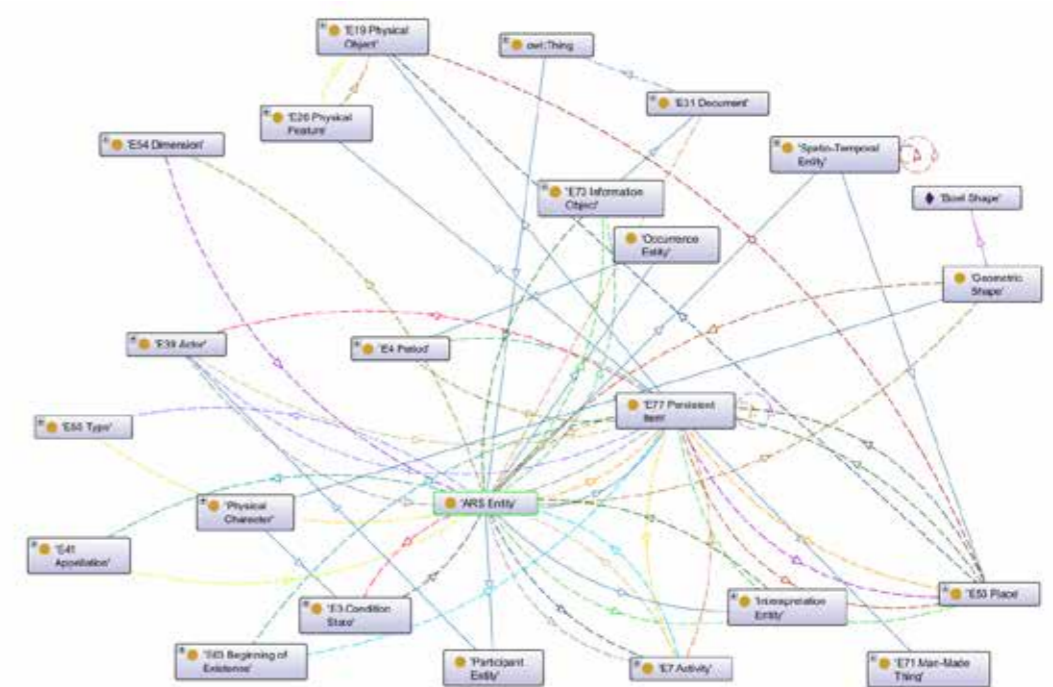 'E19 Physical
Object'
owl:Thing
'E31 Document'
'E26 Physical
Feature'
'E54 Dimension'
'Spatio-Temporal
Entity'
'E73 Information
Object'
'Bowl Shape'
'Occurrence
Entity'
'Geometric
Shape'
'E39 Actor'
'E4 Period'
'E77 Persistent
Item'
'E55 Type'
'ARS Entity'
'Physical
Character'
'E41
Appellation'
'E3 Condition
State'
'Interpretation
Entity'
'E53 Place'
'E63 Beginning of
Existence'
'Participant
Entity'
'E7 Activity'
'E71 Man-Made
Thing'